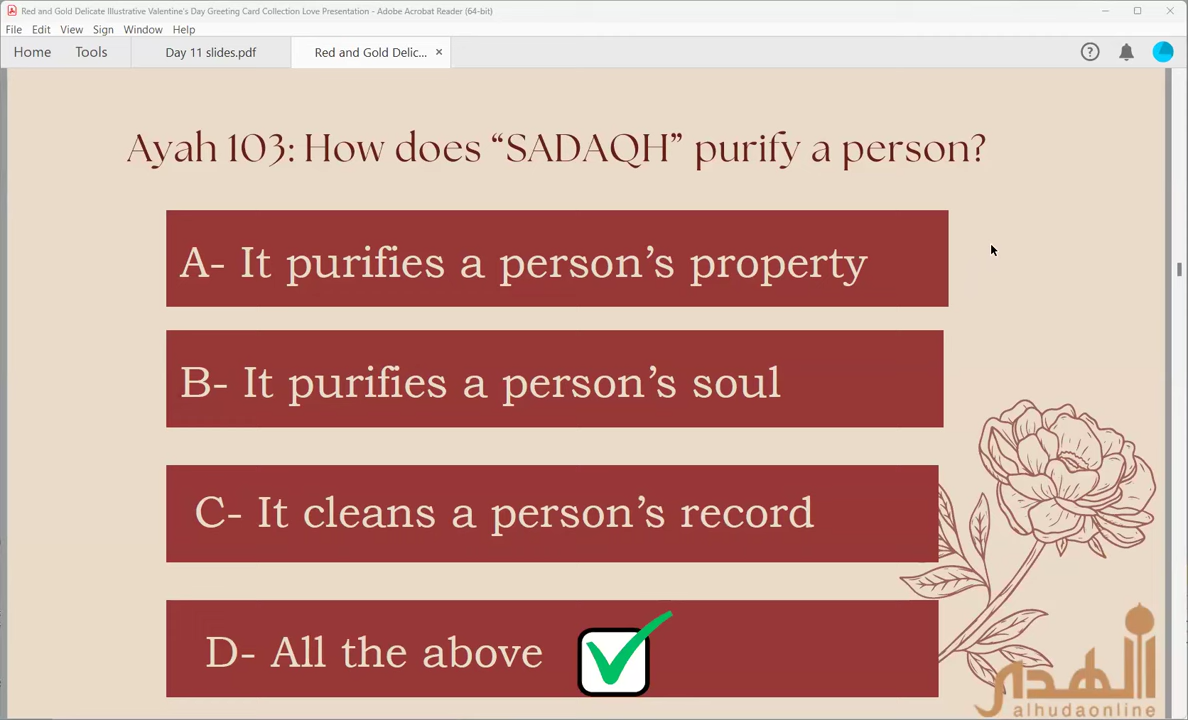 Red and Gold Delicate Illustrative Valentine's Day Greeting Card Collection Love Presentation - Adobe Acrobat Reader (64-bit)
File Edit View Sign Window Help
Home Tools Day 11 slides.pdf Red and Gold Delic... ×
Ayah 103: How does “SADAQH” purify a person?
A- It purifies a person’s property
B- It purifies a person’s soul
C- It cleans a person’s record
D- All the above
الهدى
alhudaonline